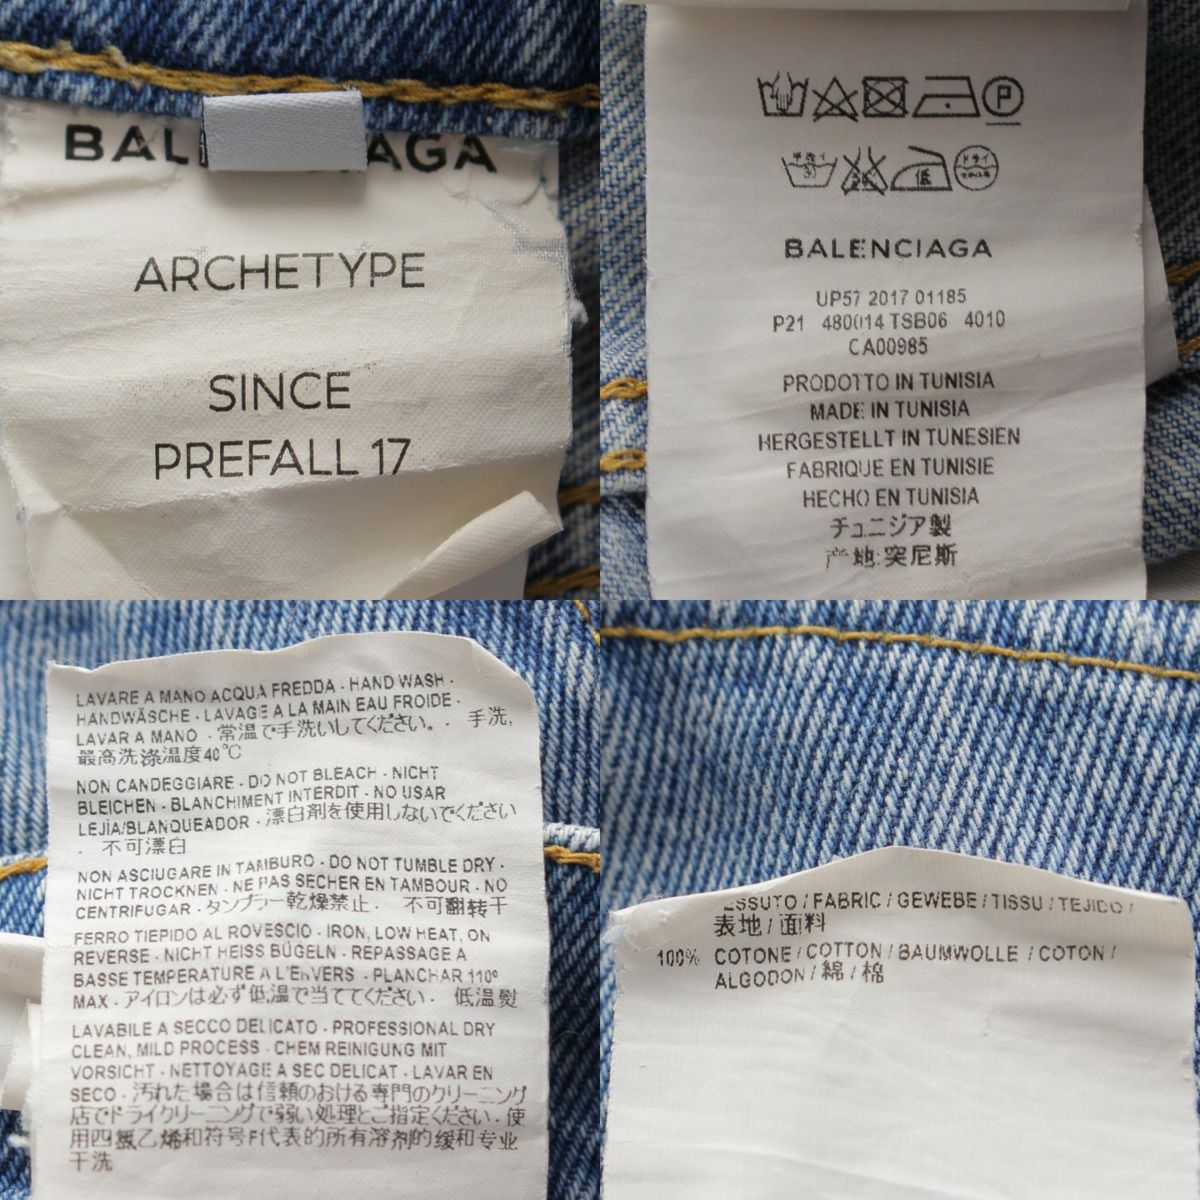 ARCHETYPE
SINCE
PREFALL 17
BALENCIAGA
UP57 2017 01185
P21 480014 TSB06 4010
CA00985
PRODOTTO IN TUNISIA
MADE IN TUNISIA
HERGESTELLT IN TUNESIEN
FABRIQUE EN TUNISIE
HECHO EN TUNISIA
チュニジア製
产地:突尼斯
LAVARE A MANO ACQUA FREDDA - HAND WASH -
HANDWÄSCHE - LAVAGE A LA MAIN EAU FROIDE -
LAVAR A MANO - 常温で手洗いしてください。. 手洗,
最高洗涤温度40℃
NON CANDEGGIARE - DO NOT BLEACH - NICHT
BLEICHEN - BLANCHIMENT INTERDIT - NO USAR
LEJÍA/BLANQUEADOR - 漂白剤を使用しないでください
. 不可漂白
NON ASCIUGARE IN TAMBURO - DO NOT TUMBLE DRY -
NICHT TROCKNEN - NE PAS SECHER EN TAMBOUR - NO
CENTRIFUGAR - タンブラー乾燥禁止. 不可翻转干
FERRO TIEPIDO AL ROVESCIO - IRON, LOW HEAT, ON
REVERSE - NICHT HEISS BÜGELN - REPASSAGE A
BASSE TEMPERATURE A L'ENVERS - PLANCHAR 110º
MAX - アイロンは必ず低温で当ててください. 低温熨
LAVABILE A SECCO DELICATO - PROFESSIONAL DRY
CLEAN, MILD PROCESS - CHEM REINIGUNG MIT
VORSICHT - NETTOYAGE A SEC DELICAT - LAVAR EN
SECO - 汚れた場合は信頼のおける専門のクリーニング
店でドライクリーニングで弱い処理とご指定ください. 使
用四氯乙烯和符号F代表的所有溶剂的缓和专业
干洗
/ FABRIC / GEWEBE / TISSU / TEJIDO /
表地 / 面料
100% COTONE / COTTON / BAUMWOLLE / COTON /
ALGODON / 綿 / 棉